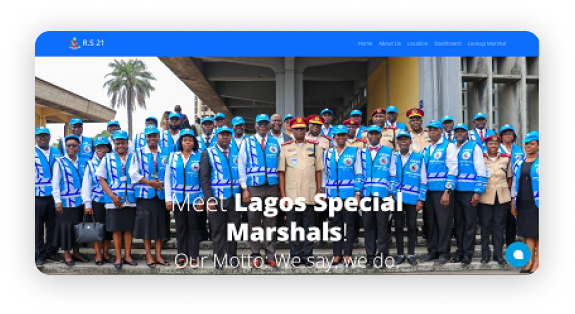 R.S 21
Home About Us Location Dashboard Lookup Marshal
Meet Lagos Special
Marshals!
Our Motto: We say, we do.